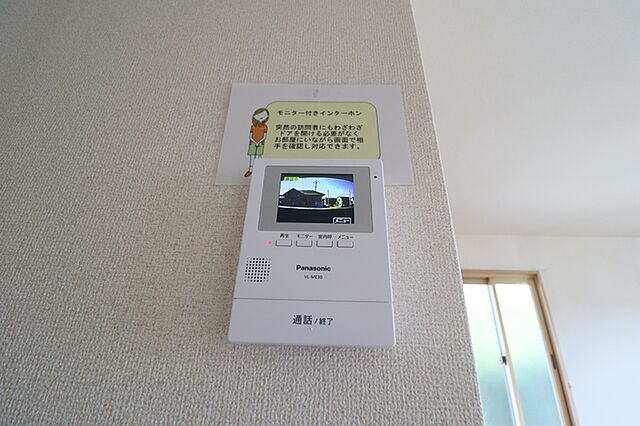 モニター付きインターホン
突然の訪問者にもわざわざ
ドアを開ける必要がなく
お部屋にいながら画面で相
手を確認し対応できます。
再生 モニター 室内呼 メニュー
Panasonic
VL-ME30
通話/終了